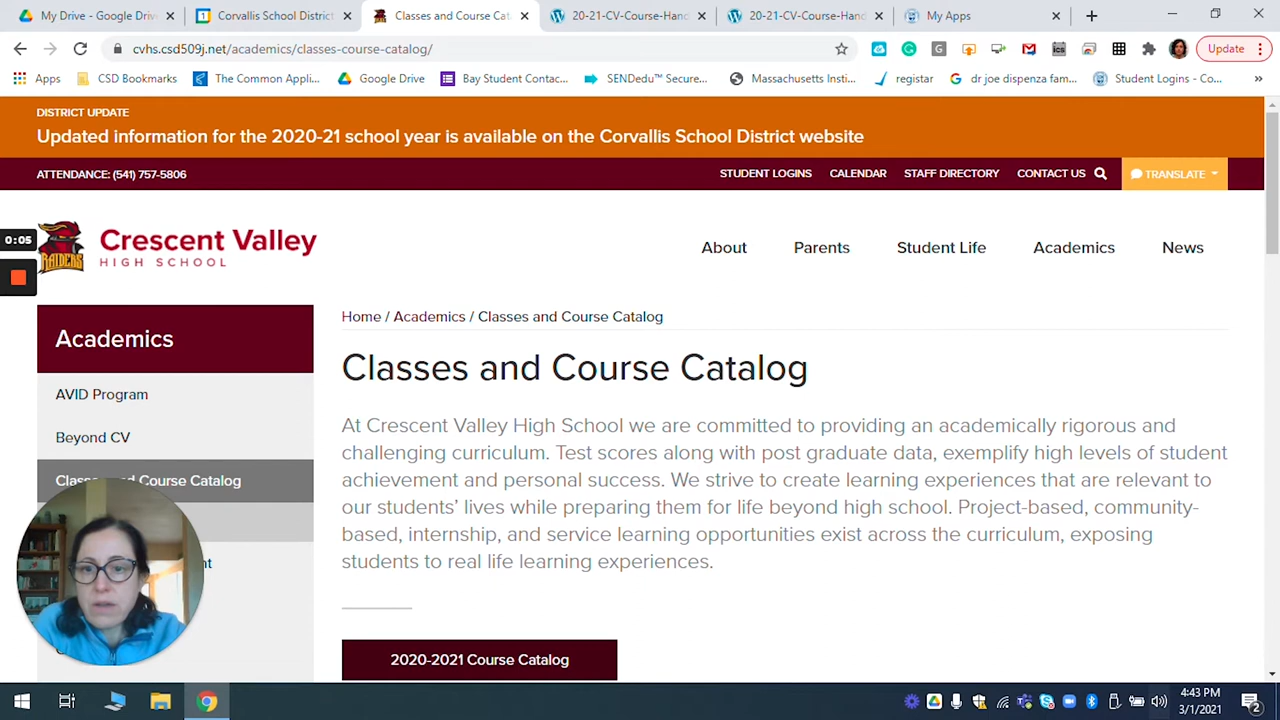 My Drive - Google Driv
Corvallis School District
Classes and Course Cat
20-21-CV-Course-Hand
20-21-CV-Course-Hand
My Apps
cvhs.csd509j.net/academics/classes-course-catalog/
Update
Apps
CSD Bookmarks
The Common Appli...
Google Drive
Bay Student Contac...
SENDedu™ Secure...
Massachusetts Insti...
registar
dr joe dispenza fam...
Student Logins - Co...
DISTRICT UPDATE
Updated information for the 2020-21 school year is available on the Corvallis School District website
ATTENDANCE: (541) 757-5806
STUDENT LOGINS
CALENDAR
STAFF DIRECTORY
CONTACT US
TRANSLATE
0:05
RAIDERS
Crescent Valley
HIGH SCHOOL
About
Parents
Student Life
Academics
News
Academics
AVID Program
Beyond CV
Classes and Course Catalog
nt
Home / Academics / Classes and Course Catalog
Classes and Course Catalog
At Crescent Valley High School we are committed to providing an academically rigorous and
challenging curriculum. Test scores along with post graduate data, exemplify high levels of student
achievement and personal success. We strive to create learning experiences that are relevant to
our students' lives while preparing them for life beyond high school. Project-based, community-
based, internship, and service learning opportunities exist across the curriculum, exposing
students to real life learning experiences.
2020-2021 Course Catalog
4:43 PM
3/1/2021
2